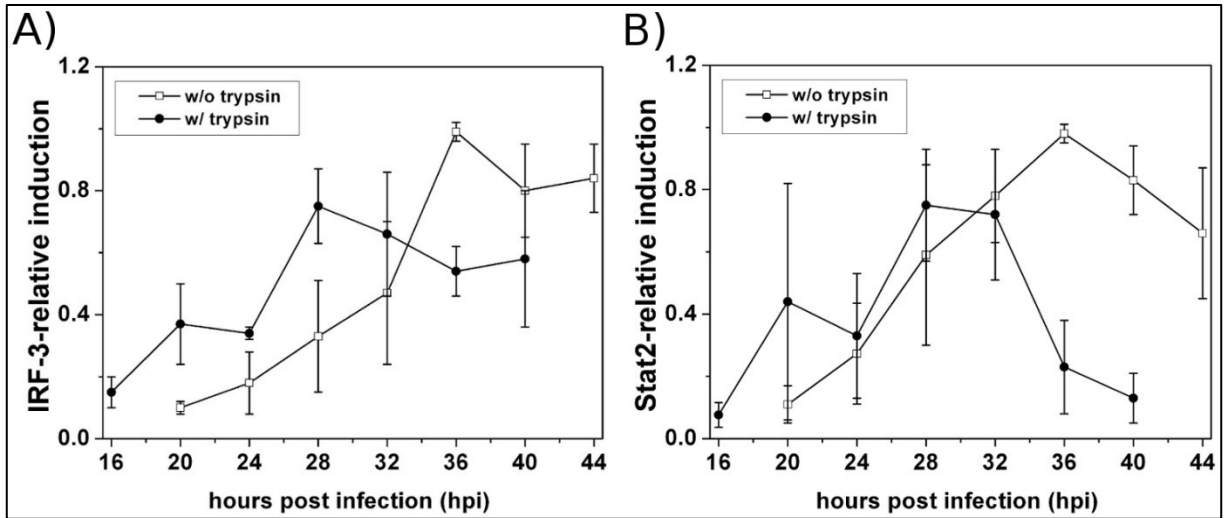 A)
IRF-3-relative induction
1.2
0.8
0.4
0.0
w/o trypsin
w/ trypsin
16 20 24 28 32 36 40 44
hours post infection (hpi)
B)
Stat2-relative induction
1.2
0.8
0.4
0.0
w/o trypsin
w/ trypsin
16 20 24 28 32 36 40 44
hours post infection (hpi)